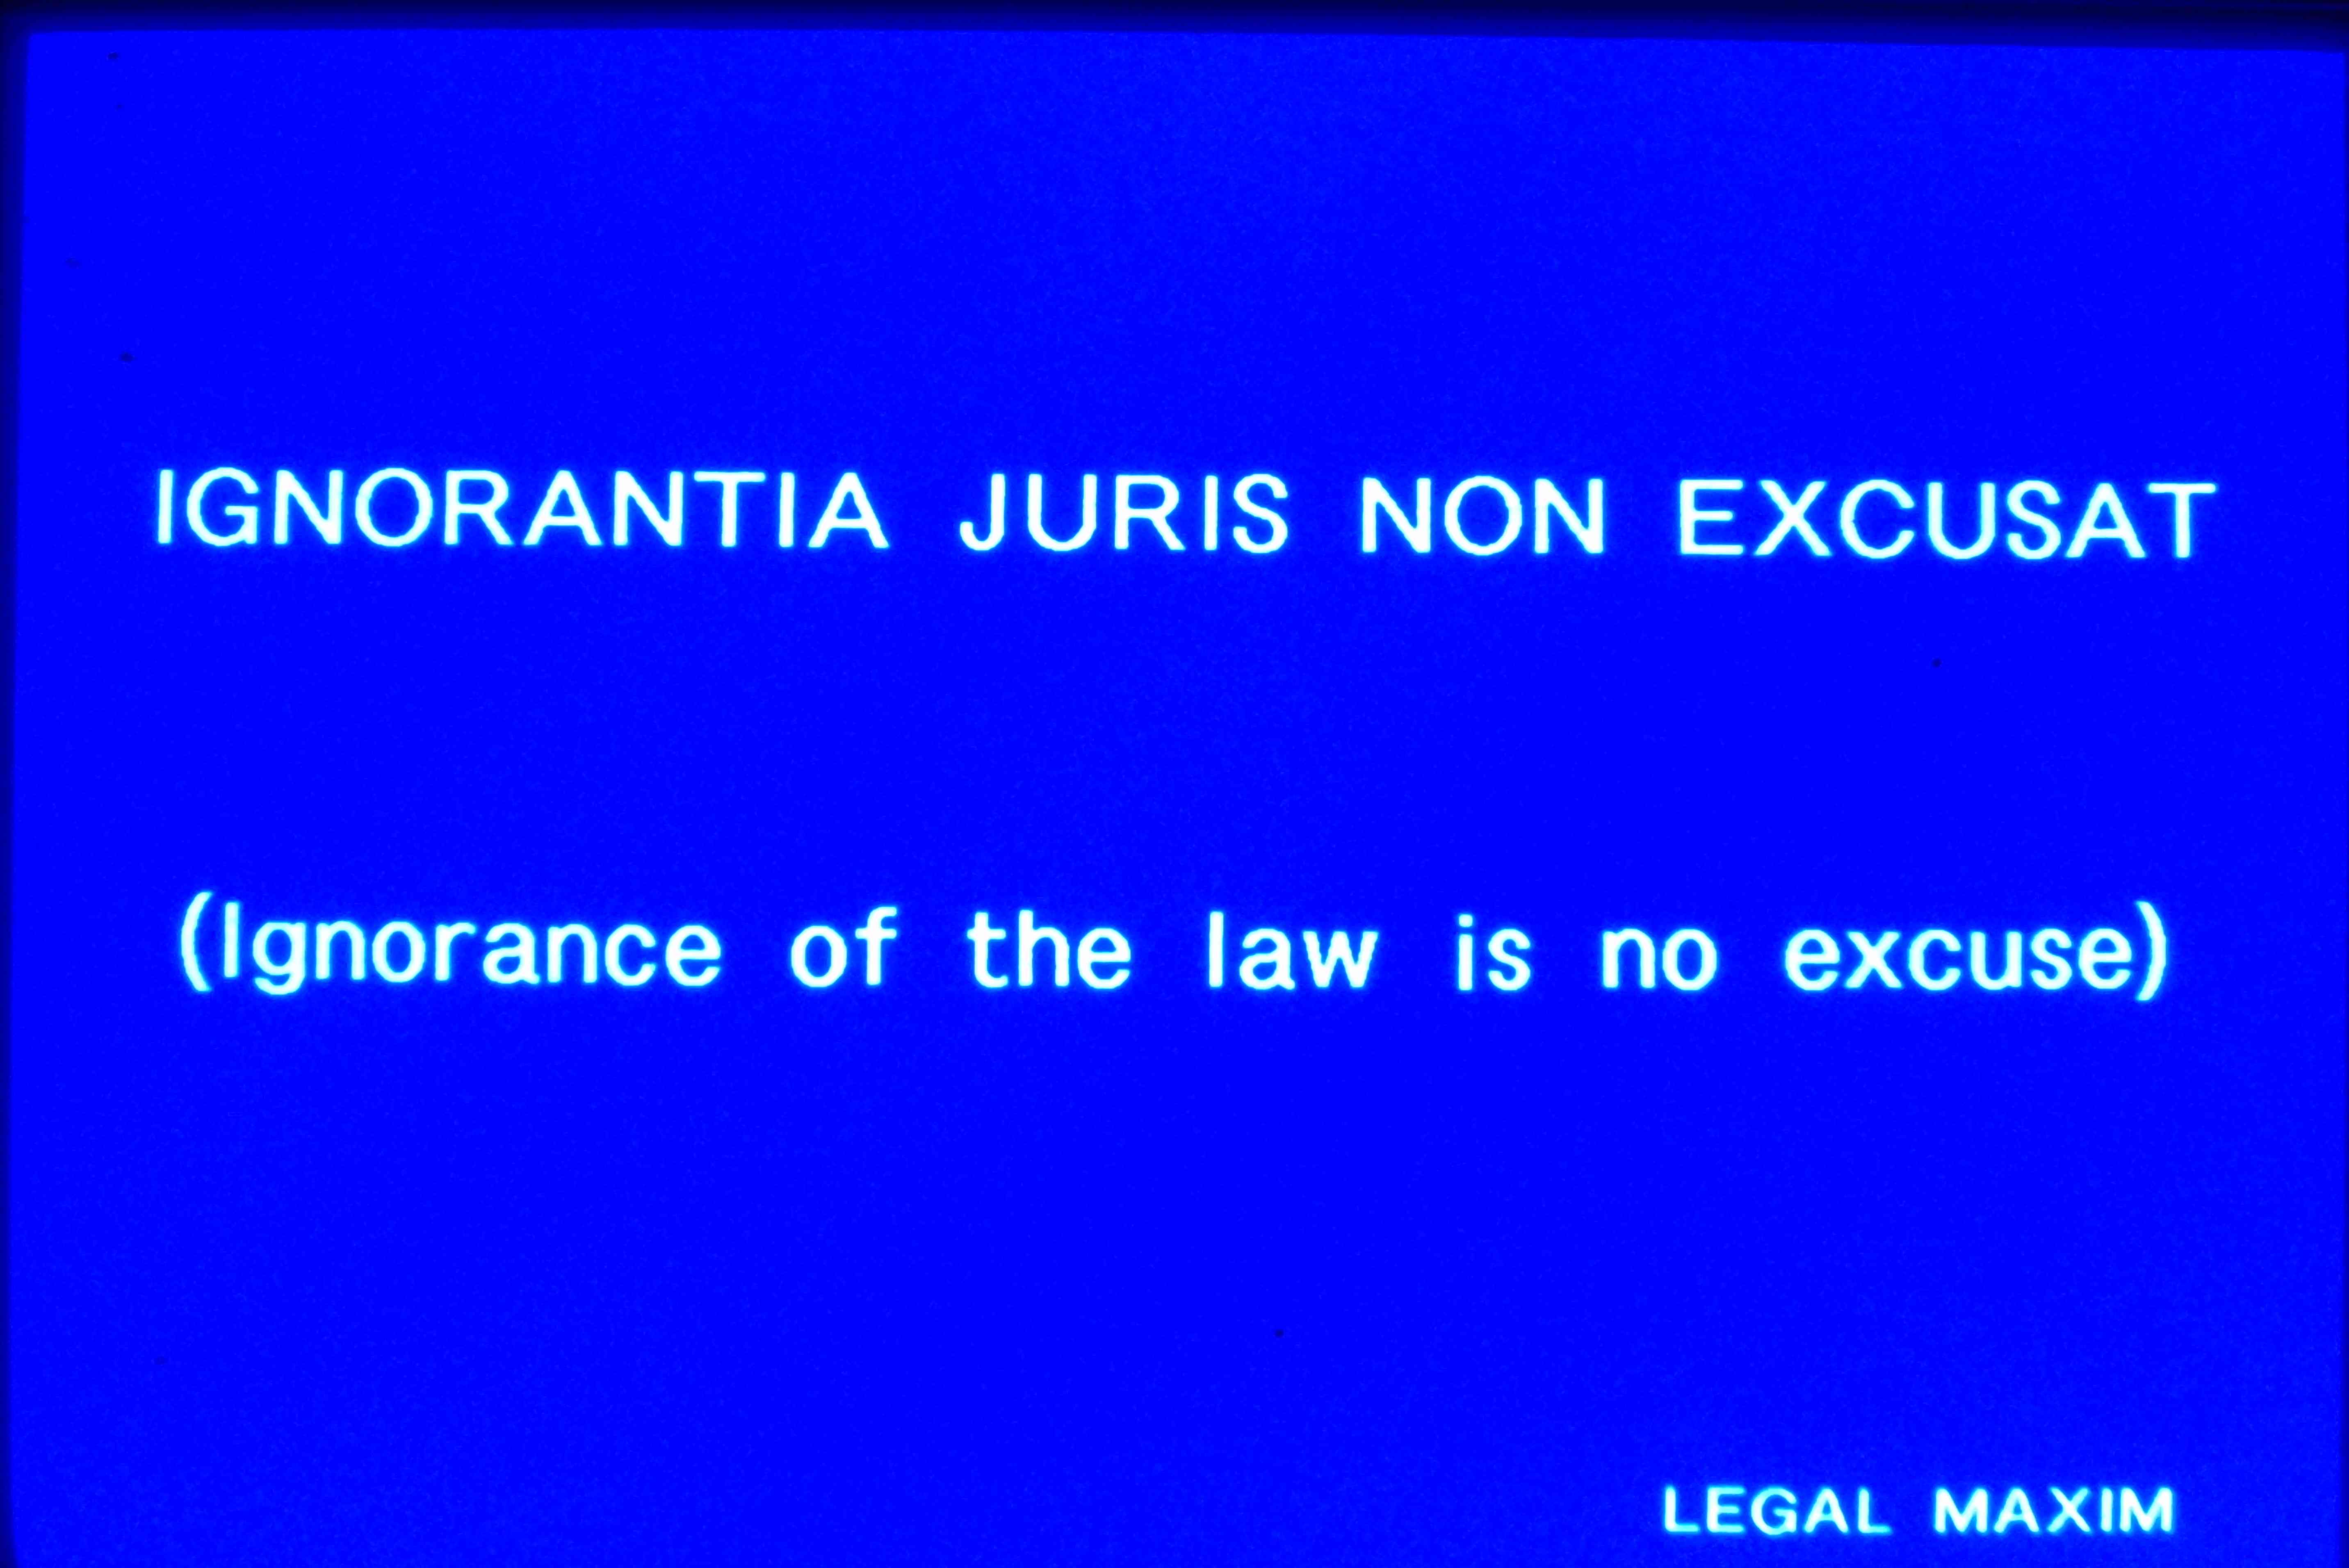 IGNORANTIA JURIS NON EXCUSAT
(Ignorance of the law is no excuse)
LEGAL MAXIM